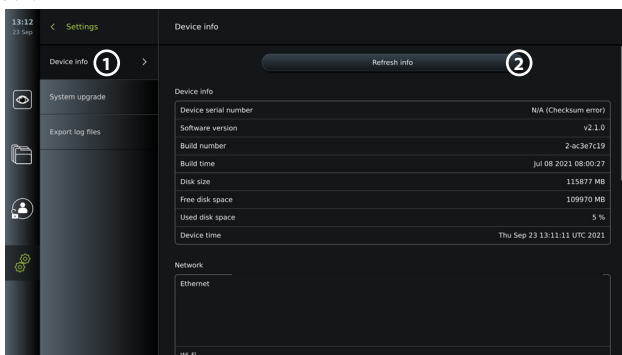 13:12
23 Sep
Settings
Device info
Device info
1
System upgrade
Export log files
Refresh info
2
Device info
Device serial number N/A (Checksum error)
Software version v2.1.0
Build number 2-ac3e7c19
Build time Jul 08 2021 08:00:27
Disk size 115877 MB
Free disk space 109970 MB
Used disk space 5 %
Device time Thu Sep 23 13:11:11 UTC 2021
Network
Ethernet
Wi-Fi